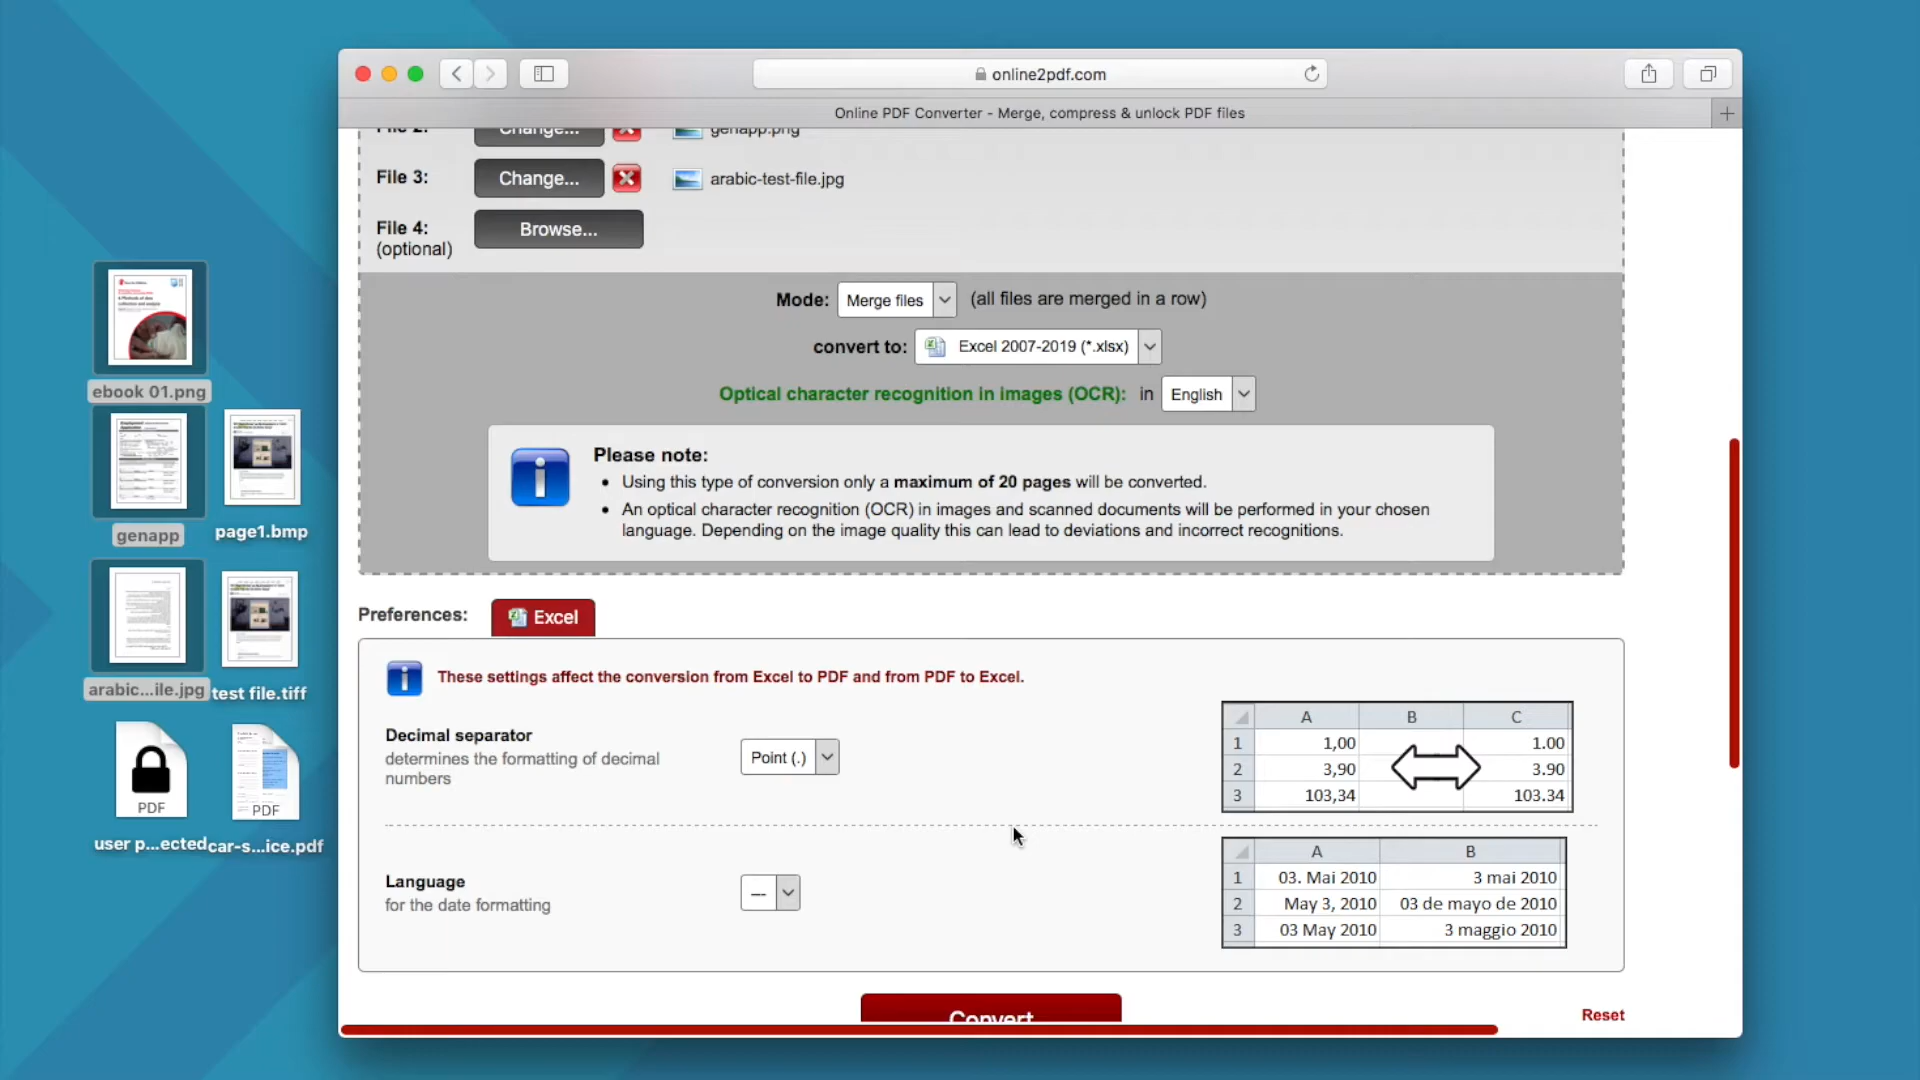 online2pdf.com
Online PDF Converter - Merge, compress & unlock PDF files
File 2: Change... genapp.png
File 3: Change... arabic-test-file.jpg
File 4: Browse...
(optional)
Mode: Merge files (all files are merged in a row)
convert to: Excel 2007-2019 (*.xlsx)
Optical character recognition in images (OCR): in English
Please note:
• Using this type of conversion only a maximum of 20 pages will be converted.
• An optical character recognition (OCR) in images and scanned documents will be performed in your chosen
language. Depending on the image quality this can lead to deviations and incorrect recognitions.
Preferences: Excel
These settings affect the conversion from Excel to PDF and from PDF to Excel.
Decimal separator
determines the formatting of decimal
numbers
Point (.)
A B C
1 1,00 1.00
2 3,90 3.90
3 103,34 103.34
Language
for the date formatting
---
A B
1 03. Mai 2010 3 mai 2010
2 May 3, 2010 03 de mayo de 2010
3 03 May 2010 3 maggio 2010
Convert
Reset
ebook 01.png
genapp
page1.bmp
arabic...ile.jpg
test file.tiff
PDF
PDF
user p...ected
car-s...ice.pdf